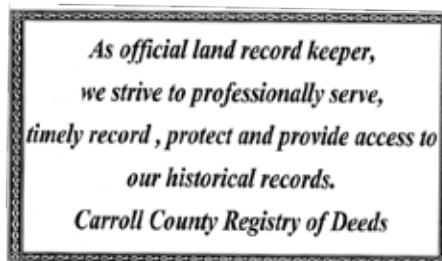 As official land record keeper,
we strive to professionally serve,
timely record , protect and provide access to
our historical records.
Carroll County Registry of Deeds